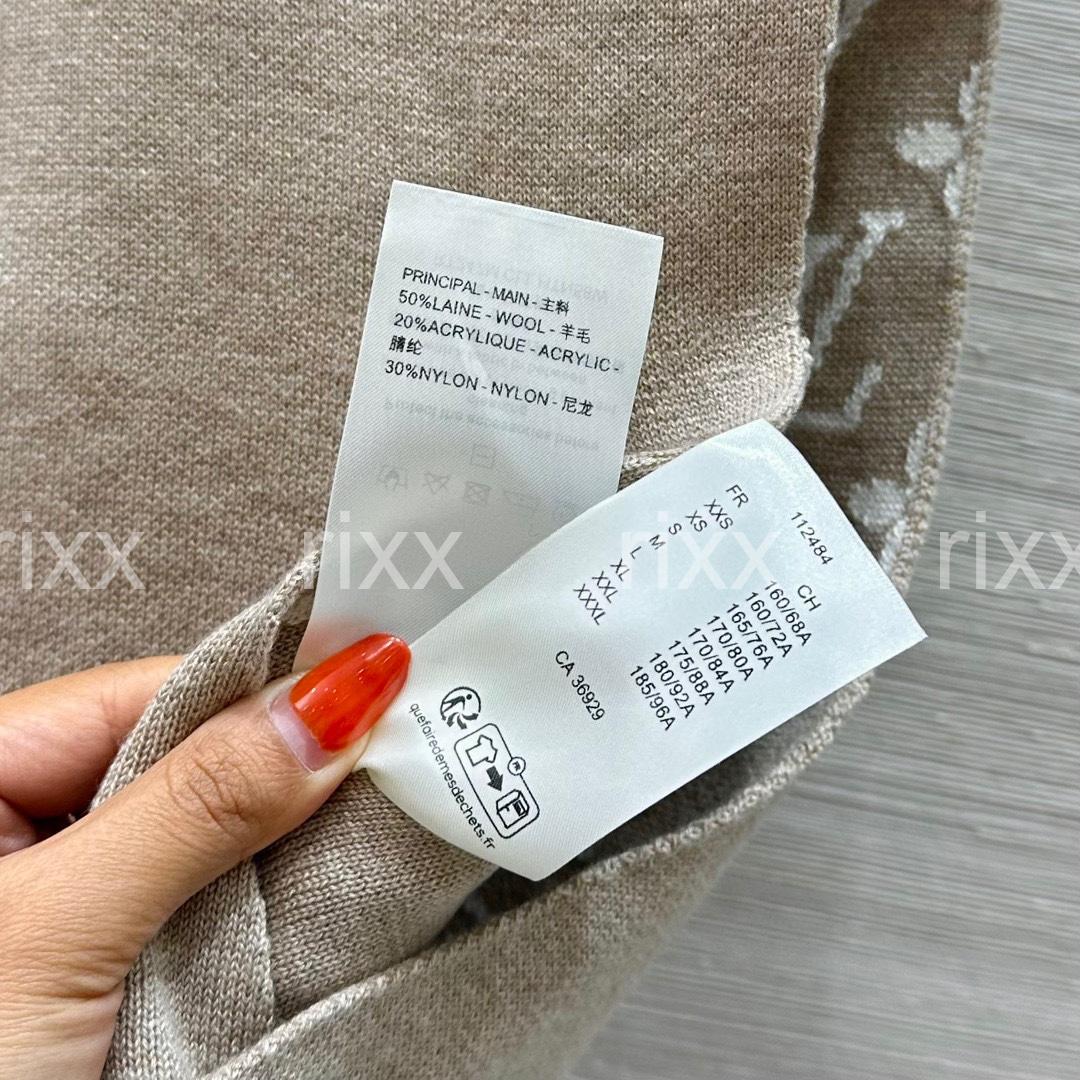 PRINCIPAL - MAIN - 主料
50%LAINE - WOOL - 羊毛
20%ACRYLIQUE - ACRYLIC -
腈纶
30%NYLON - NYLON - 尼龙
112484
FR CH
XXS 160/68A
XS 160/72A
S 165/76A
M 170/80A
L 170/84A
XL 175/88A
XXL 180/92A
XXXL 185/96A
CA 36929
FR
quefairedemesdechets.fr
rixx rixx rixx rixx